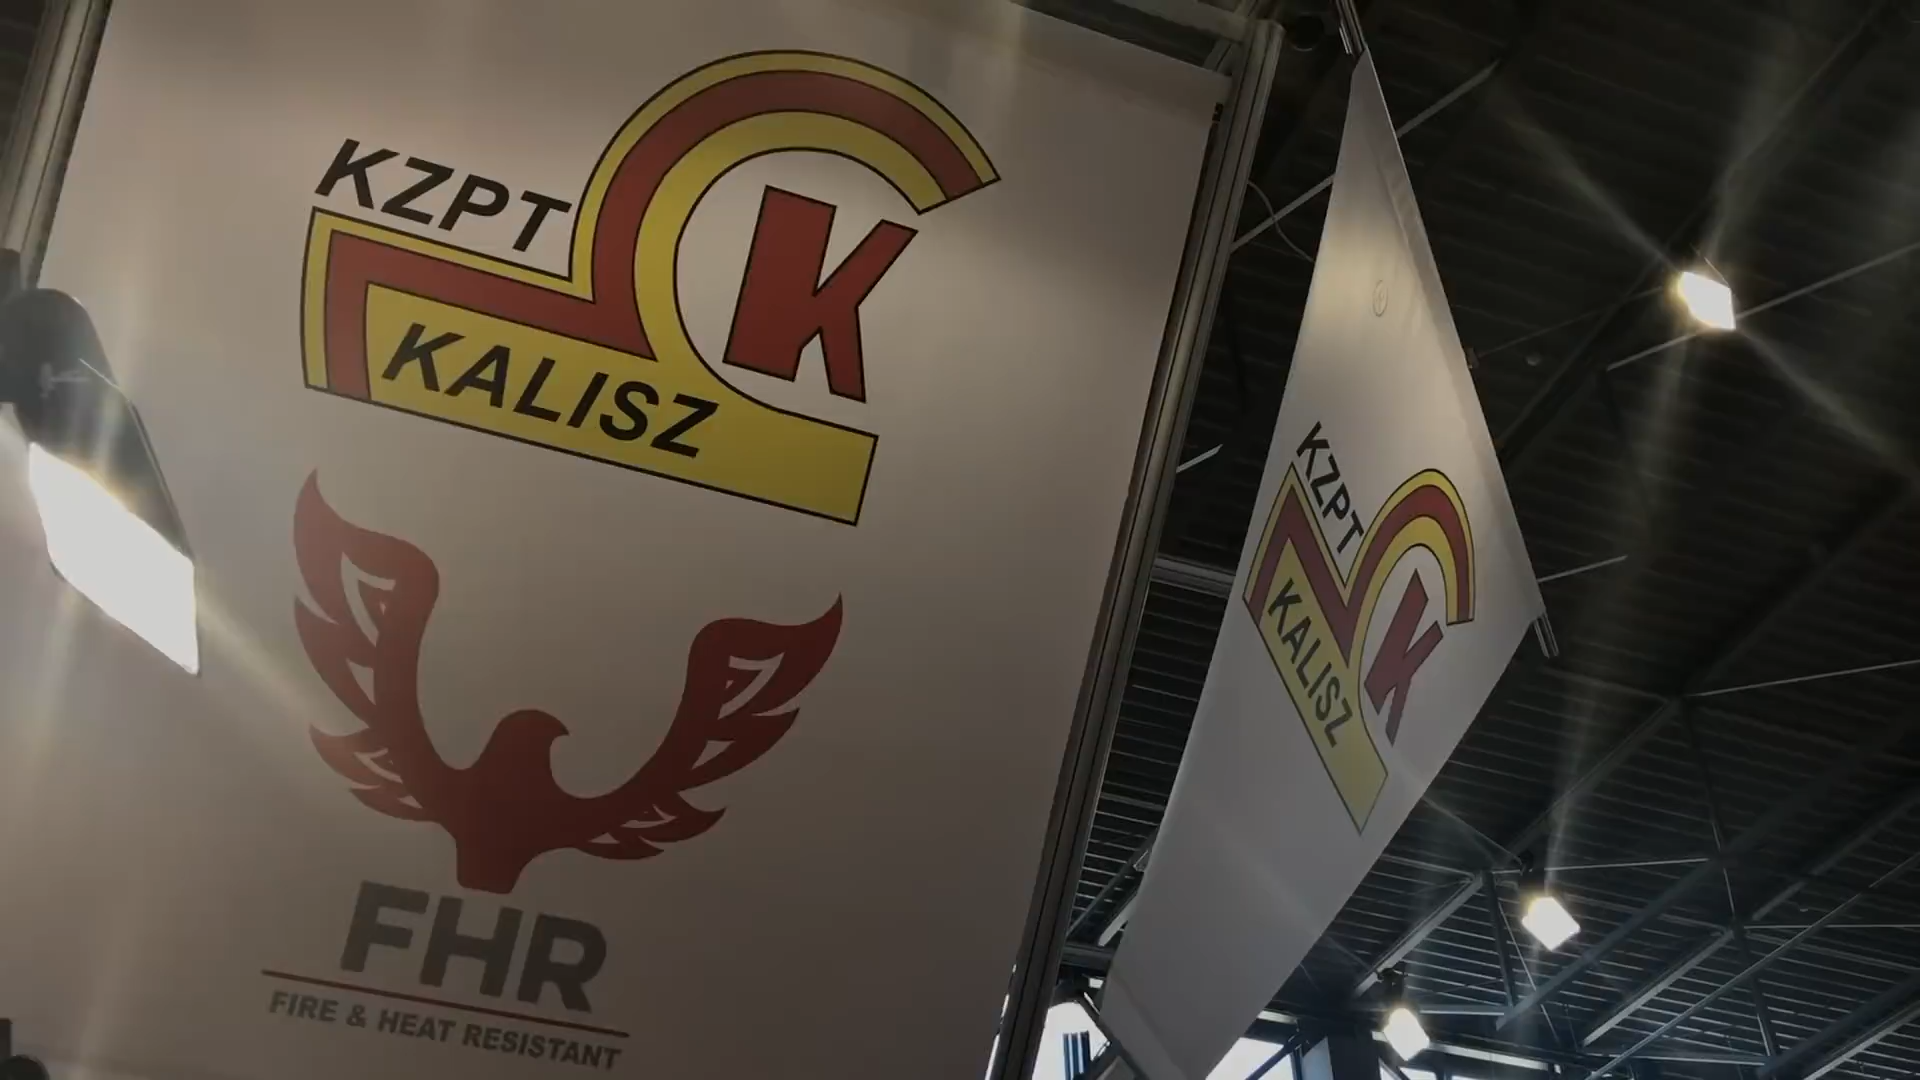 KZPT
KALISZ
K
FHR
FIRE & HEAT RESISTANT
KZPT
KALISZ
K